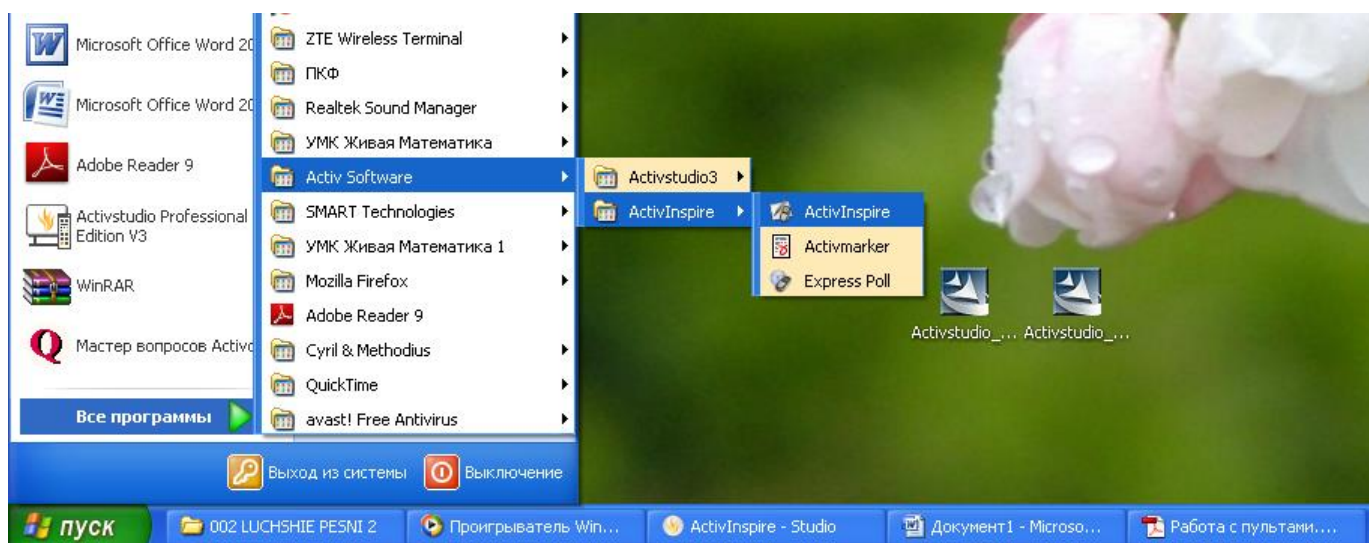 Microsoft Office Word 20
Microsoft Office Word 20
Adobe Reader 9
Activstudio Professional
Edition V3
WinRAR
Мастер вопросов Activo
Все программы
ZTE Wireless Terminal
ПКФ
Realtek Sound Manager
УМК Живая Математика
Activ Software
SMART Technologies
УМК Живая Математика 1
Mozilla Firefox
Adobe Reader 9
Cyril & Methodius
QuickTime
avast! Free Antivirus
Activstudio3
ActivInspire
ActivInspire
Activmarker
Express Poll
Activstudio_...
Activstudio_...
Выход из системы
Выключение
пуск
002 LUCHSHIE PESNI 2
Проигрыватель Win...
ActivInspire - Studio
Документ1 - Microso...
Работа с пультами....